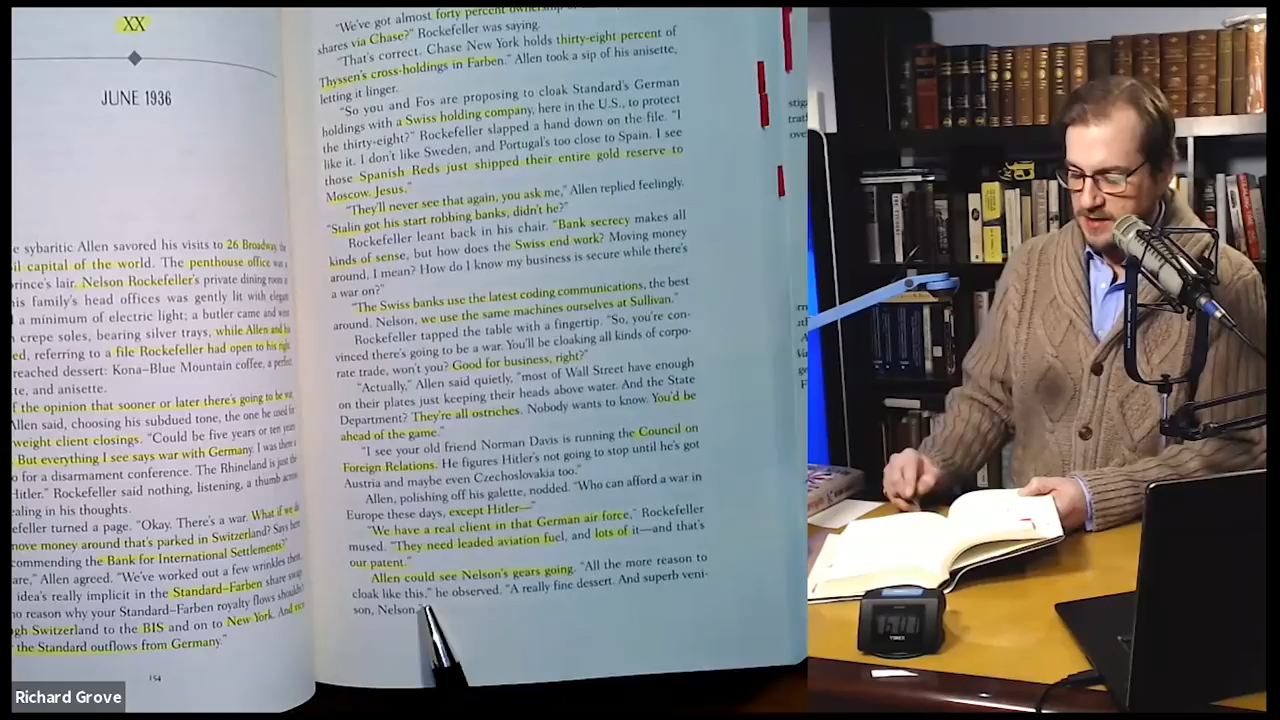 XX
JUNE 1936
e sybaritic Allen savored his visits to 26 Broadway, the
il capital of the world. The penthouse office was a
rince's lair. Nelson Rockefeller's private dining room
his family's head offices was gently lit with
a minimum of electric light; a butler came and went
crepe soles, bearing silver trays, while Allen and his
ed, referring to a file Rockefeller had open to his right
reached dessert: Kona–Blue Mountain coffee, a perfect
te, and anisette.
f the opinion that sooner or later there's going to be war
Allen said, choosing his subdued tone, the one he used for
weight client closings. "Could be five years or ten years
But everything I see says war with Germany. I was there
o for a disarmament conference. The Rhineland is just the
Hitler." Rockefeller said nothing, listening, a thumb across
ealing in his thoughts.
efeller turned a page. "Okay. There's a war. What if we
nove money around that's parked in Switzerland? Says here
commending the Bank for International Settlements?"
are," Allen agreed. "We've worked out a few wrinkles then
idea's really implicit in the Standard–Farben share swap
no reason why your Standard–Farben royalty flows shouldn't
gh Switzerland to the BIS and on to New York. And
the Standard outflows from Germany."
154
"We've got almost forty percent ownership of
shares via Chase?" Rockefeller was saying.
"That's correct. Chase New York holds thirty-eight percent of
Thyssen's cross-holdings in Farben." Allen took a sip of his anisette,
letting it linger.
"So you and Fos are proposing to cloak Standard's German
holdings with a Swiss holding company, here in the U.S., to protect
the thirty-eight?" Rockefeller slapped a hand down on the file. "I
like it. I don't like Sweden, and Portugal's too close to Spain. I see
those Spanish Reds just shipped their entire gold reserve to
Moscow. Jesus."
"They'll never see that again, you ask me," Allen replied feelingly.
"Stalin got his start robbing banks, didn't he?"
Rockefeller leant back in his chair. "Bank secrecy makes all
kinds of sense, but how does the Swiss end work? Moving money
around, I mean? How do I know my business is secure while there's
a war on?"
"The Swiss banks use the latest coding communications, the best
around. Nelson, we use the same machines ourselves at Sullivan."
Rockefeller tapped the table with a fingertip. "So, you're con-
vinced there's going to be a war. You'll be cloaking all kinds of corpo-
rate trade, won't you? Good for business, right?"
"Actually," Allen said quietly, "most of Wall Street have enough
on their plates just keeping their heads above water. And the State
Department? They're all ostriches. Nobody wants to know. You'd be
ahead of the game."
"I see your old friend Norman Davis is running the Council on
Foreign Relations. He figures Hitler's not going to stop until he's got
Austria and maybe even Czechoslovakia too."
Allen, polishing off his galette, nodded. "Who can afford a war in
Europe these days, except Hitler—"
"We have a real client in that German air force," Rockefeller
mused. "They need leaded aviation fuel, and lots of it—and that's
our patent."
Allen could see Nelson's gears going. "All the more reason to
cloak like this," he observed. "A really fine dessert. And superb veni-
son, Nelson."
stig
trat
ove
TIMEX
Richard Grove